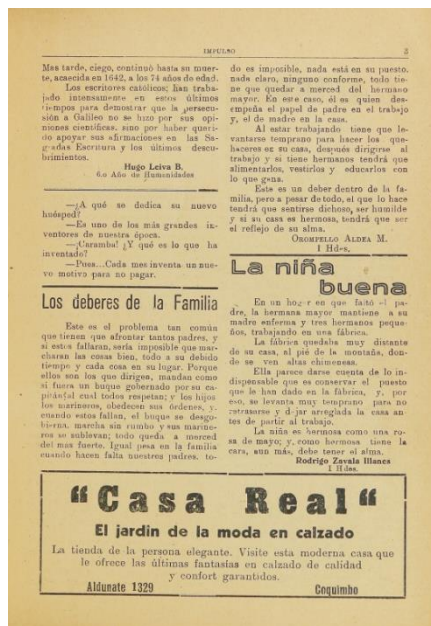 IMPULSO 3
Mas tarde, ciego, continuó hasta su muer-
te, acaecida en 1642, a los 74 años de edad.
Los escritores católicos; han traba-
jado intensamente en estos últimos
tiempos para demostrar que la persecu-
sión a Galileo no se hizo por sus opi-
niones científicas, sino por haber queri-
do apoyar sus afirmaciones en las Sa-
gradas Escritura y los últimos descu-
brimientos.
Hugo Leiva B.
6.o Año de Humanidades
—¿A qué se dedica su nuevo
huésped?
—Es uno de los más grandes in-
ventores de nuestra época.
—¡Caramba! ¿Y qué es lo que ha
inventado?
—Pues...Cada mes inventa un nue-
vo motivo para no pagar.
Los deberes de la Familia
Este es el problema tan común
que tienen que afrontar tantos padres, y
si estos fallaran, sería imposible que mar-
charan las cosas bien, todo a su debido
tiempo y cada cosa en su lugar. Porque
ellos son los que dirigen, mandan como
si fuera un buque gobernado por su ca-
pitán al cual todos respetan; y los hijos
los marineros, obedecen sus órdenes, y,
cuando estos fallan, el buque se desgo-
bierna, marcha sin rumbo y sus marine-
ros se sublevan; todo queda a merced
del mas fuerte. Igual pasa en la familia
cuando hacen falta nuestros padres, to-
do es imposible, nada está en su puesto,
nada claro, ninguno conforme, todo tie-
ne que quedar a merced del hermano
mayor. En este caso, él es quien des-
empeña el papel de padre en el trabajo
y, el de madre en la casa.
Al estar trabajando tiene que le-
vantarse temprano para hacer los que-
haceres en su casa, después dirigirse al
trabajo y si tiene hermanos tendrá que
alimentarlos, vestirlos y educarlos con
lo que gana.
Este es un deber dentro de la fa-
milia, pero a pesar de todo, el que lo hace
tendrá que sentirse dichoso, ser humilde
y si su casa es hermosa, tendrá que ser
el reflejo de su alma.
OROMPELLO ALDEA M.
I Hdes.
La niña
buena
En un hogar en que faltó el pa-
dre, la hermana mayor mantiene a su
madre enferma y tres hermanos peque-
ños, trabajando en una fábrica.
La fábrica quedaba muy distante
de su casa, al pié de la montaña, don-
de se ven altas chimeneas.
Ella parece darse cuenta de lo in-
dispensable que es conservar el puesto
que le han dado en la fábrica, y, por
eso, se levanta muy temprano para no
retrasarse y dejar arreglada la casa an-
tes de partir al trabajo.
La niña es hermosa como una ro-
sa de mayo; y, como hermosa tiene la
cara, aun más, debe tener el alma.
Rodrigo Zavala Illanes
I Hdes.
“Casa Real“
El jardín de la moda en calzado
La tienda de la persona elegante. Visite esta moderna casa que
le ofrece las últimas fantasías en calzado de calidad
y confort garantidos.
Aldunate 1329 Coquimbo